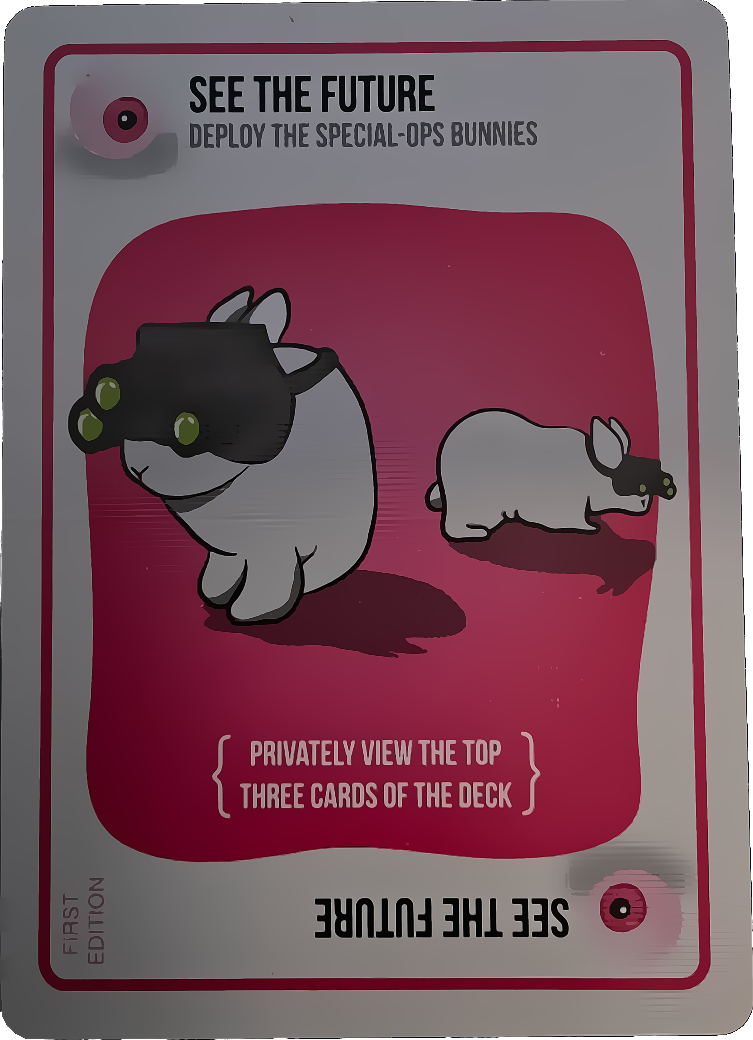 SEE THE FUTURE
DEPLOY THE SPECIAL-OPS BUNNIES
PRIVATELY VIEW THE TOP
THREE CARDS OF THE DECK
FIRST
EDITION
SEE THE FUTURE